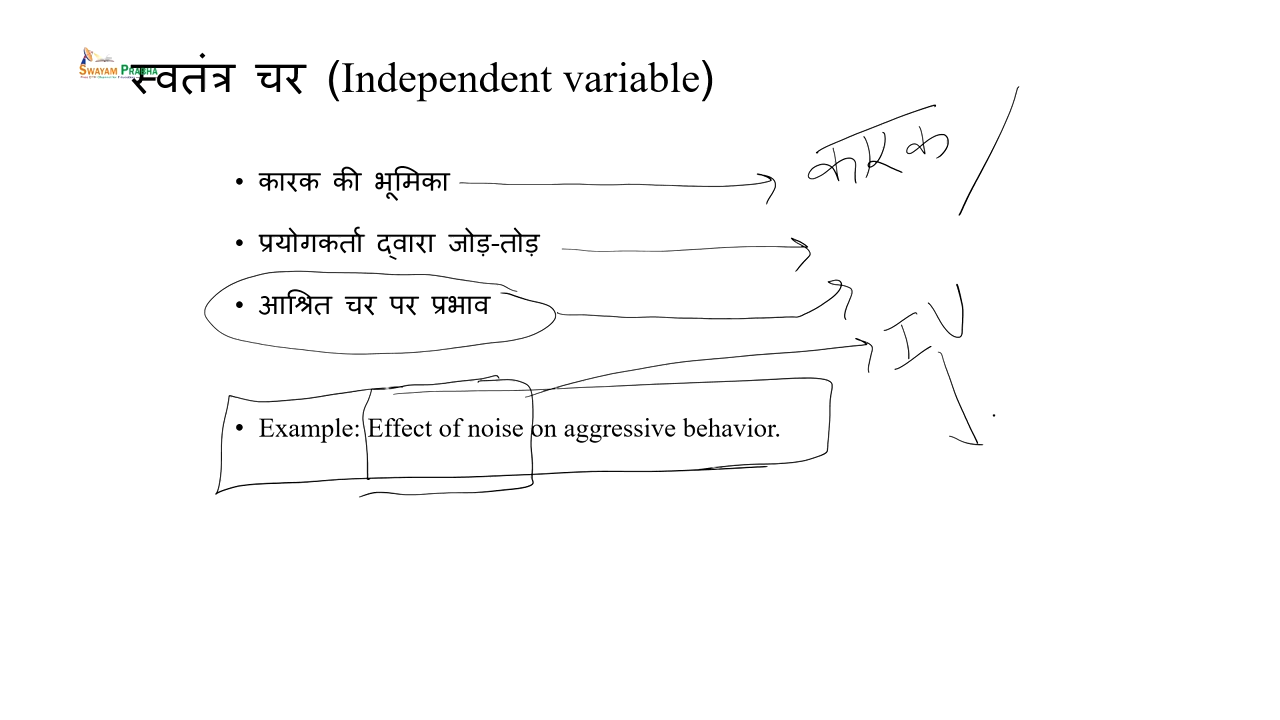 SWAYAM PRABHA
स्वतंत्र चर (Independent variable)
• कारक की भूमिका
कारक
• प्रयोगकर्ता द्वारा जोड़-तोड़
• आश्रित चर पर प्रभाव
IV
• Example: Effect of noise on aggressive behavior.